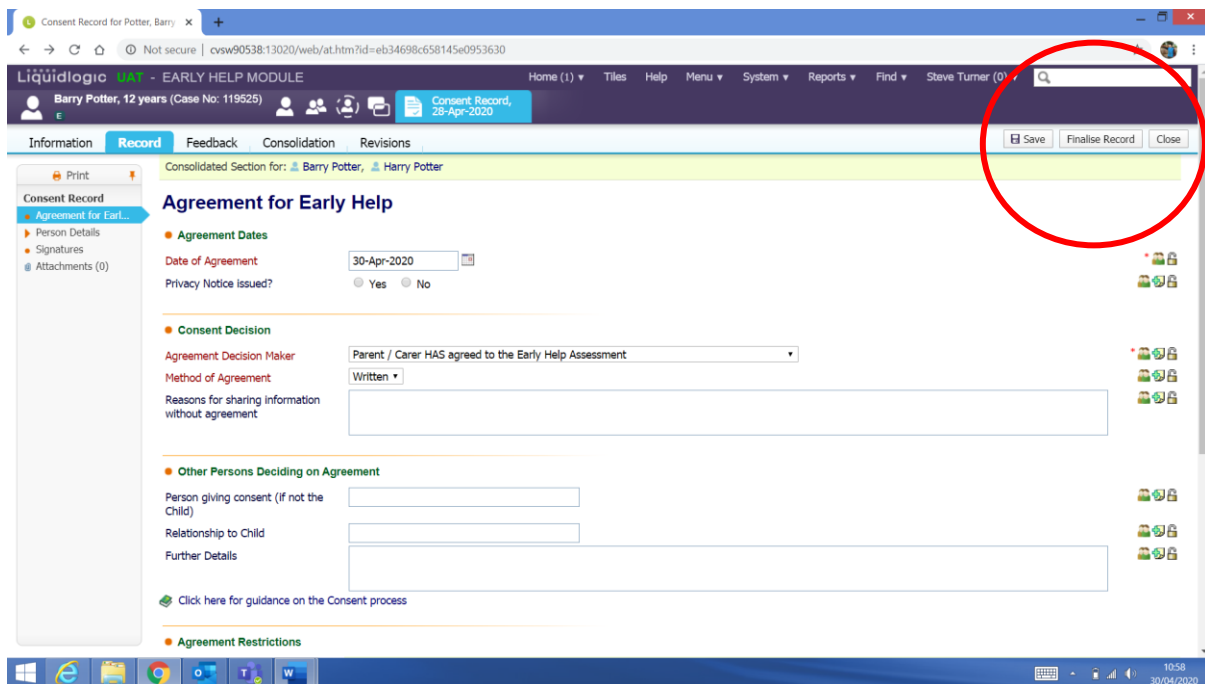 Consent Record for Potter, Barry
Not secure | cvsw90538:13020/web/at.htm?id=eb34698c658145e0953630
Liquidlogic UAT - EARLY HELP MODULE Home (1) Tiles Help Menu System Reports Find Steve Turner (0)
Barry Potter, 12 years (Case No: 119525)
E
Consent Record,
28-Apr-2020
Information Record Feedback Consolidation Revisions Save Finalise Record Close
Print
Consolidated Section for: Barry Potter, Harry Potter
Consent Record
Agreement for Earl...
Person Details
Signatures
Attachments (0)
Agreement for Early Help
Agreement Dates
Date of Agreement 30-Apr-2020
Privacy Notice issued? Yes No
Consent Decision
Agreement Decision Maker Parent / Carer HAS agreed to the Early Help Assessment
Method of Agreement Written
Reasons for sharing information
without agreement
Other Persons Deciding on Agreement
Person giving consent (if not the
Child)
Relationship to Child
Further Details
Click here for guidance on the Consent process
Agreement Restrictions
10:58
30/04/2020